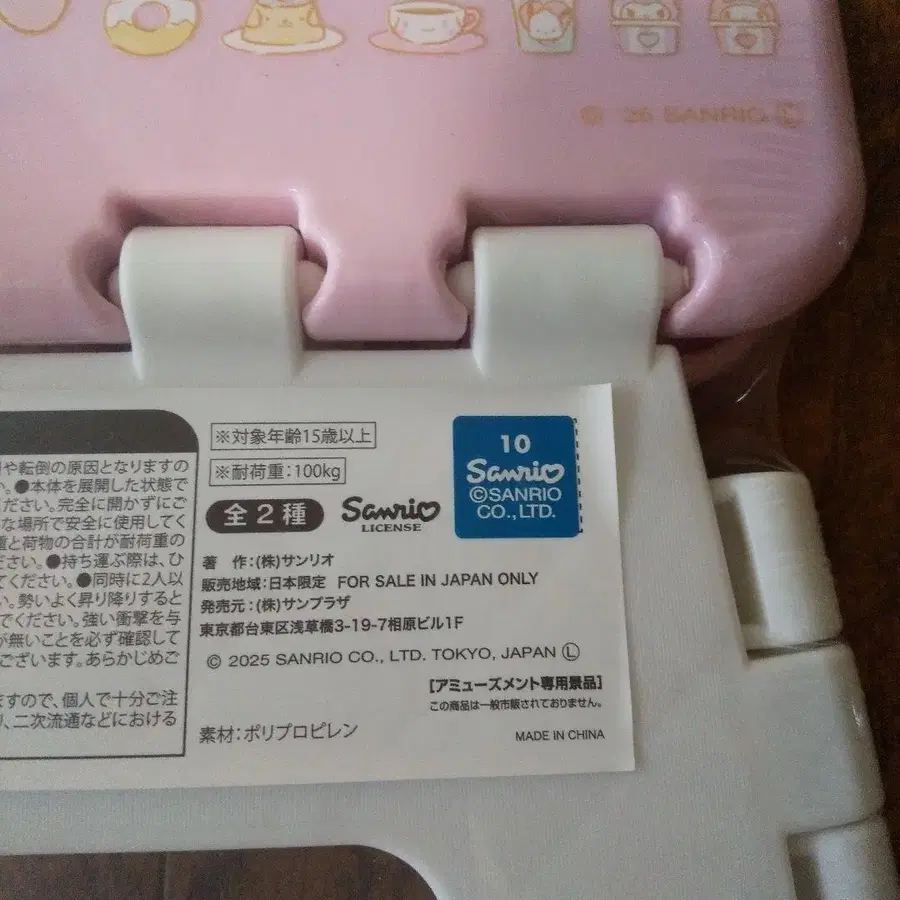 © '25 SANRIO Ⓛ
や転倒の原因となりますの
い。●本体を展開した状態で
ださい。完全に開かずにご
な場所で安全に使用してく
重と荷物の合計が耐荷重の
ださい。●持ち運ぶ際は、ひ
てください。●同時に2人以
い。勢いよく昇り降りすると
でください。強い衝撃を与
が無いことを必ず確認して
ございます。あらかじめご
ますので、個人で十分ご注
り、二次流通などにおける
※対象年齢15歳以上
※耐荷重:100kg
全2種
Sanrio
LICENSE
10
Sanrio
©SANRIO
CO.,LTD.
著 作:(株)サンリオ
販売地域:日本限定 FOR SALE IN JAPAN ONLY
発売元:(株)サンプラザ
東京都台東区浅草橋3-19-7相原ビル1F
© 2025 SANRIO CO., LTD. TOKYO, JAPAN Ⓛ
[アミューズメント専用景品]
この商品は一般市販されておりません。
素材:ポリプロピレン
MADE IN CHINA